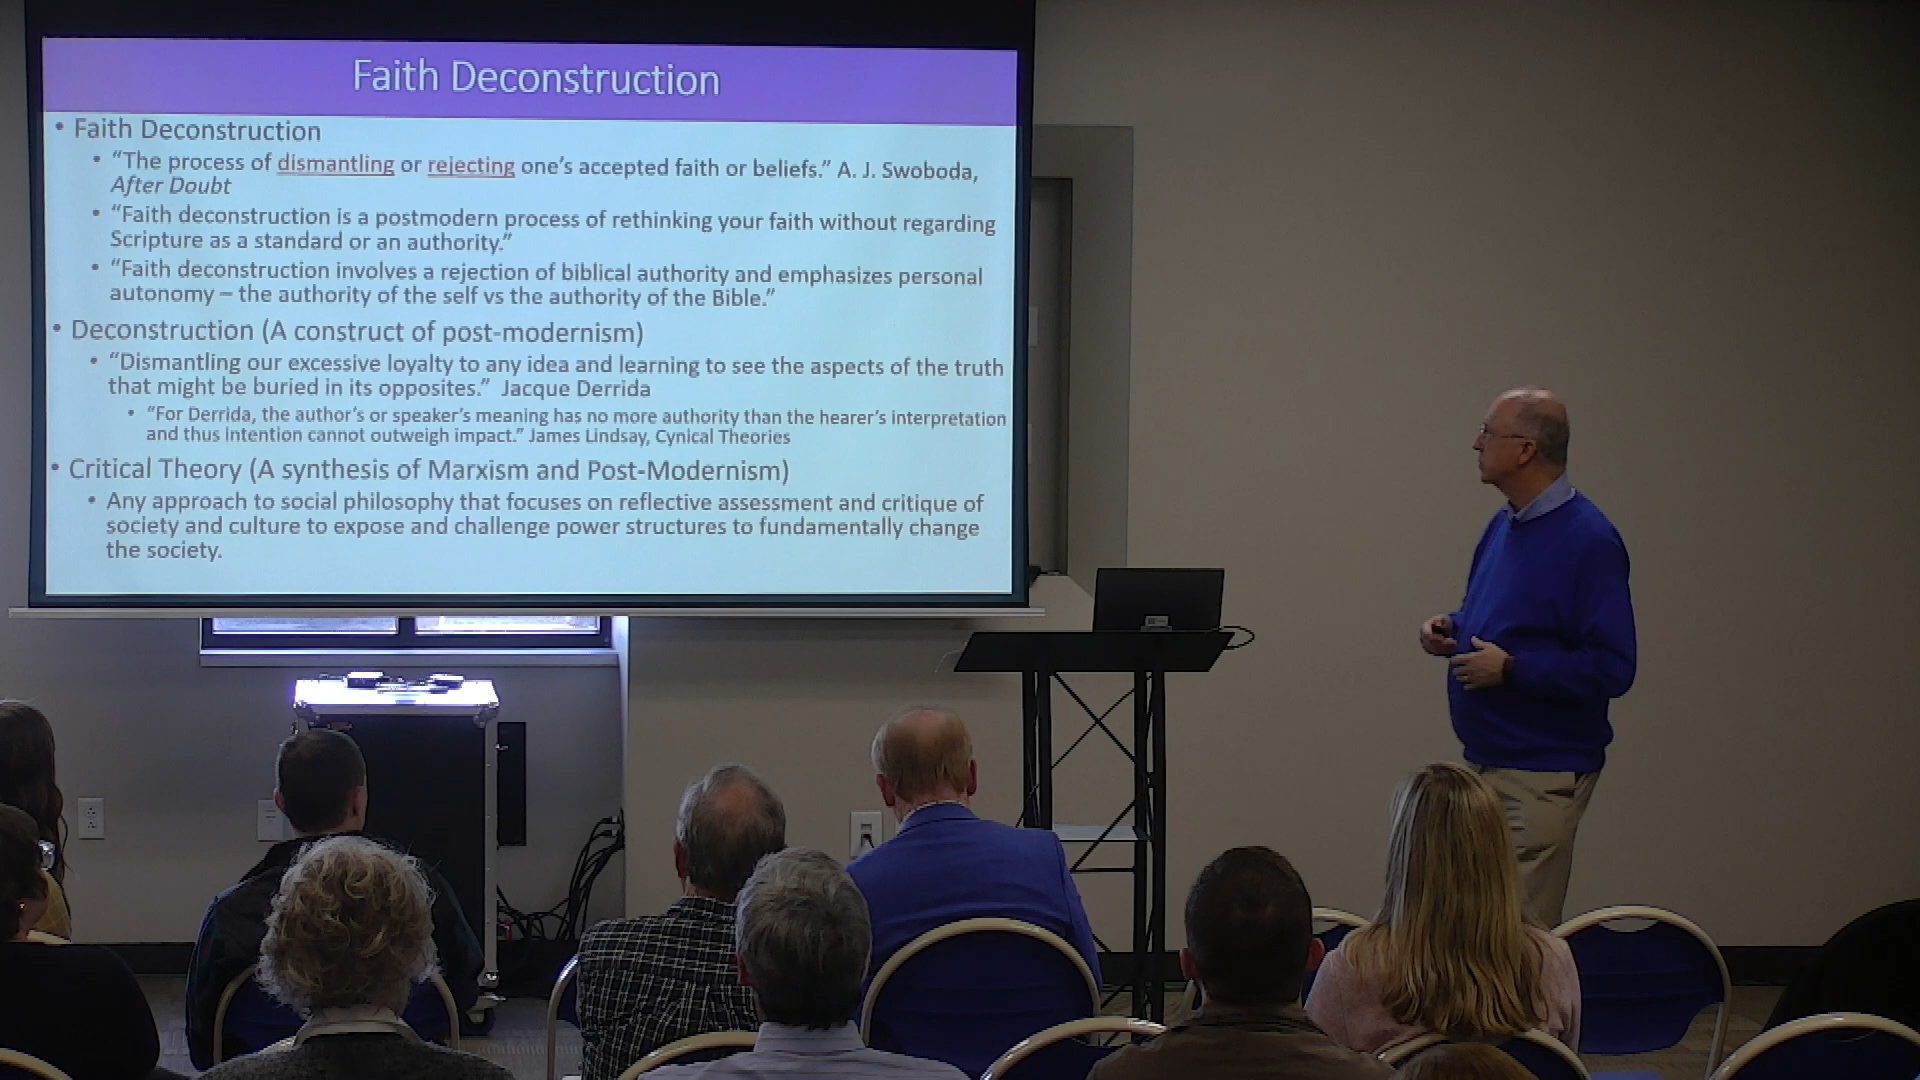 Faith Deconstruction
• Faith Deconstruction
• “The process of dismantling or rejecting one’s accepted faith or beliefs.” A. J. Swoboda,
After Doubt
• “Faith deconstruction is a postmodern process of rethinking your faith without regarding
Scripture as a standard or an authority.”
• “Faith deconstruction involves a rejection of biblical authority and emphasizes personal
autonomy – the authority of the self vs the authority of the Bible.”
• Deconstruction (A construct of post-modernism)
• “Dismantling our excessive loyalty to any idea and learning to see the aspects of the truth
that might be buried in its opposites.” Jacque Derrida
• “For Derrida, the author’s or speaker’s meaning has no more authority than the hearer’s interpretation
and thus intention cannot outweigh impact.” James Lindsay, Cynical Theories
• Critical Theory (A synthesis of Marxism and Post-Modernism)
• Any approach to social philosophy that focuses on reflective assessment and critique of
society and culture to expose and challenge power structures to fundamentally change
the society.